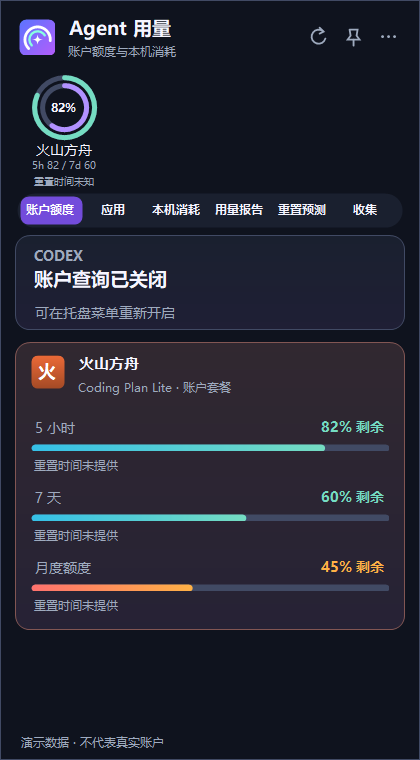 Agent 用量
账户额度与本机消耗
82%
火山方舟
5h 82 / 7d 60
重置时间未知
账户额度 应用 本机消耗 用量报告 重置预测 收集
CODEX
账户查询已关闭
可在托盘菜单重新开启
火 火山方舟
Coding Plan Lite · 账户套餐
5 小时 82% 剩余
重置时间未提供
7 天 60% 剩余
重置时间未提供
月度额度 45% 剩余
重置时间未提供
演示数据 · 不代表真实账户